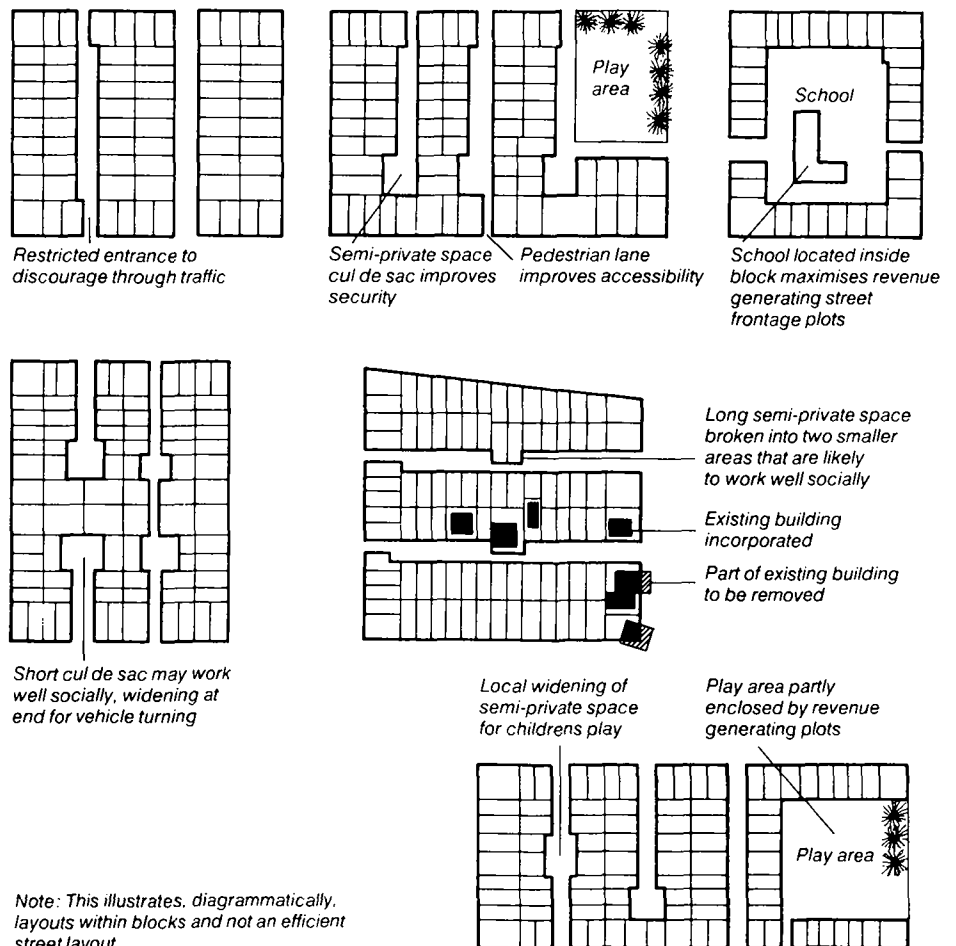 Play
area
School
Restricted entrance to
discourage through traffic
Semi-private space
cul de sac improves
security
Pedestrian lane
improves accessibility
School located inside
block maximises revenue
generating street
frontage plots
Long semi-private space
broken into two smaller
areas that are likely
to work well socially
Existing building
incorporated
Part of existing building
to be removed
Short cul de sac may work
well socially, widening at
end for vehicle turning
Local widening of
semi-private space
for childrens play
Play area partly
enclosed by revenue
generating plots
Play area
Note: This illustrates, diagrammatically,
layouts within blocks and not an efficient
street layout